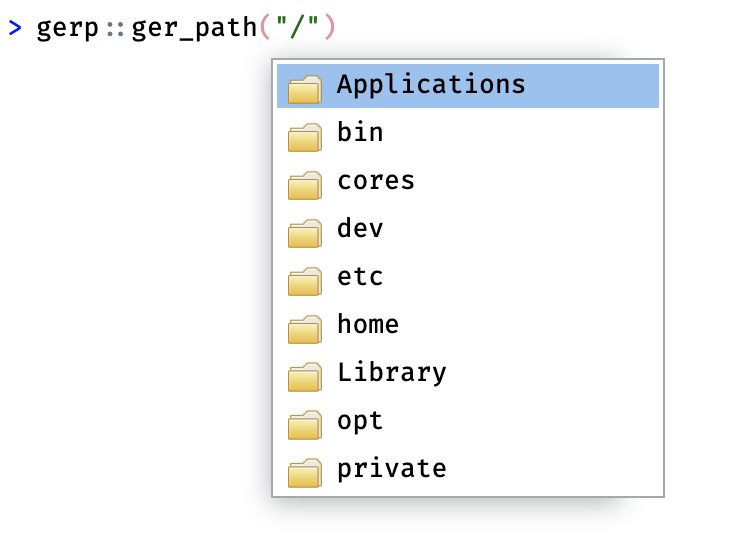 > gerp::ger_path("/")
Applications
bin
cores
dev
etc
home
Library
opt
private